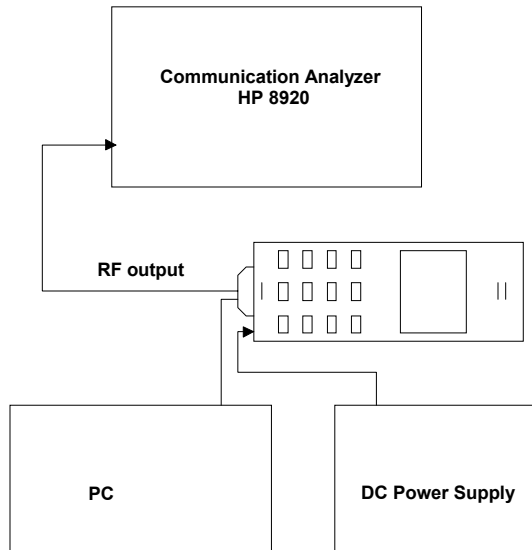 Communication Analyzer
HP 8920
RF output
PC
DC Power Supply